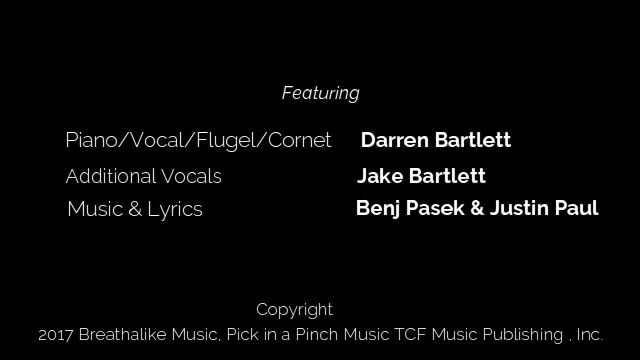 Featuring
Piano/Vocal/Flugel/Cornet Darren Bartlett
Additional Vocals Jake Bartlett
Music & Lyrics Benj Pasek & Justin Paul
Copyright
2017 Breathalike Music, Pick in a Pinch Music TCF Music Publishing , Inc.